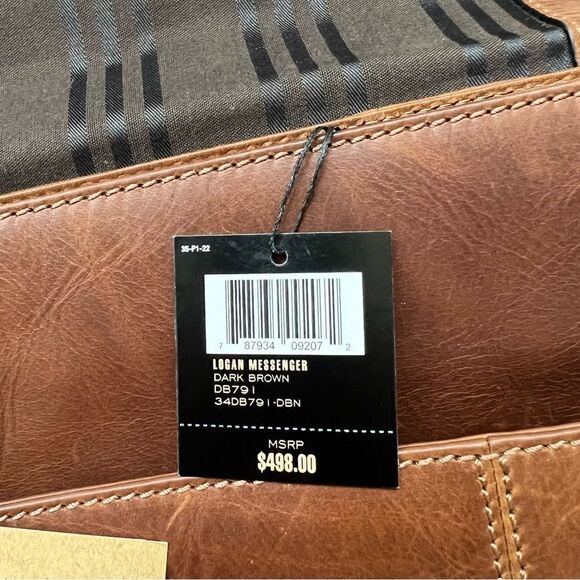 35-P1-22
7 87934 09207 2
LOGAN MESSENGER
DARK BROWN
DB791
34DB791-DBN
MSRP
$498.00